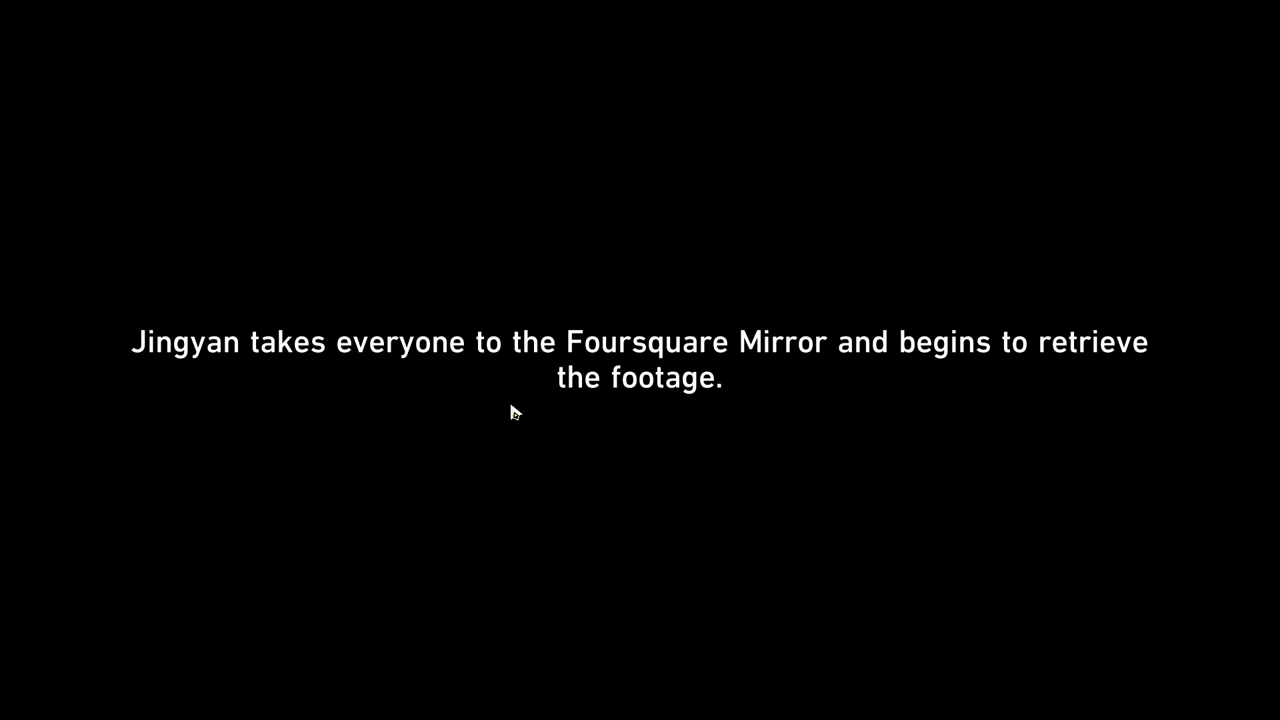 Jingyan takes everyone to the Foursquare Mirror and begins to retrieve
the footage.